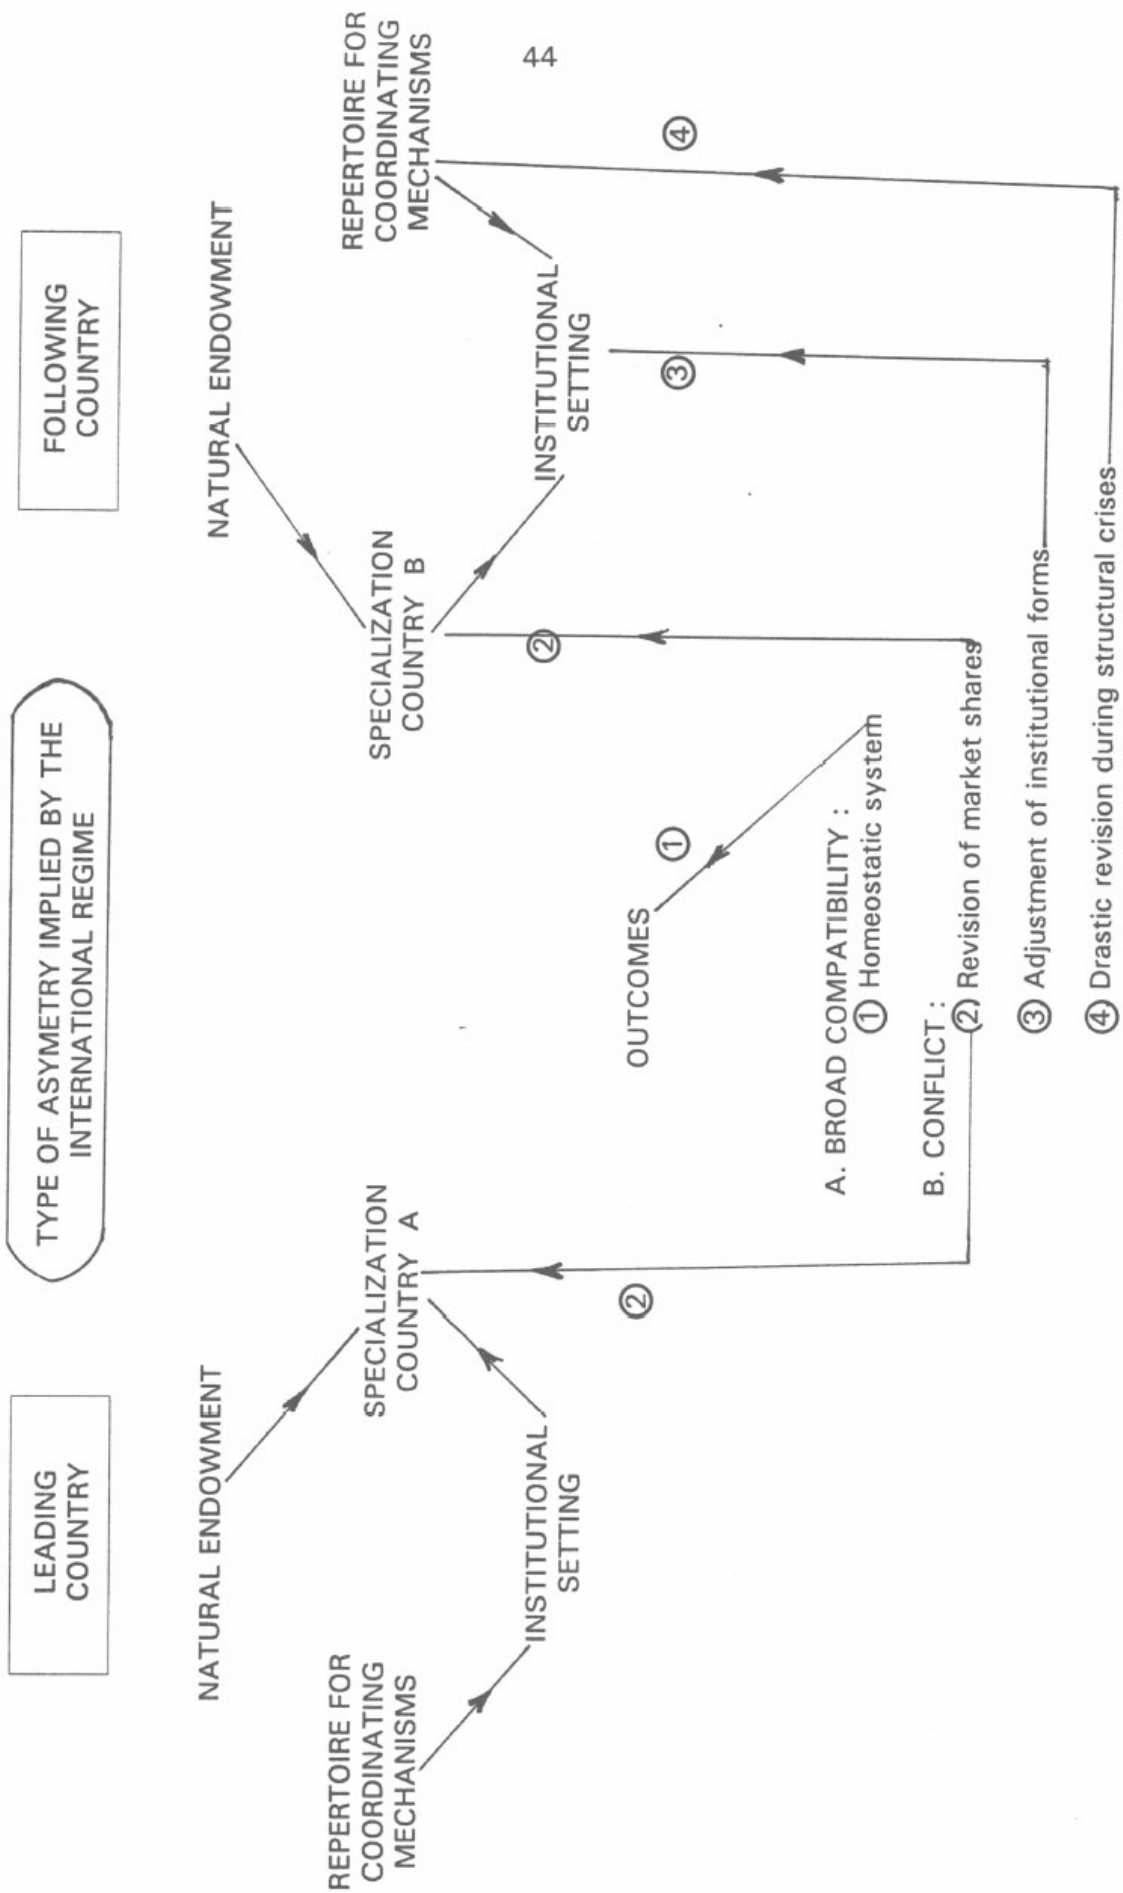 44
LEADING
COUNTRY
TYPE OF ASYMETRY IMPLIED BY THE
INTERNATIONAL REGIME
FOLLOWING
COUNTRY
NATURAL ENDOWMENT
NATURAL ENDOWMENT
REPERTOIRE FOR
COORDINATING
MECHANISMS
SPECIALIZATION
COUNTRY A
SPECIALIZATION
COUNTRY B
REPERTOIRE FOR
COORDINATING
MECHANISMS
INSTITUTIONAL
SETTING
INSTITUTIONAL
SETTING
②
OUTCOMES
①
②
③
④
A. BROAD COMPATIBILITY :
① Homeostatic system
B. CONFLICT :
② Revision of market shares
③ Adjustment of institutional forms
④ Drastic revision during structural crises